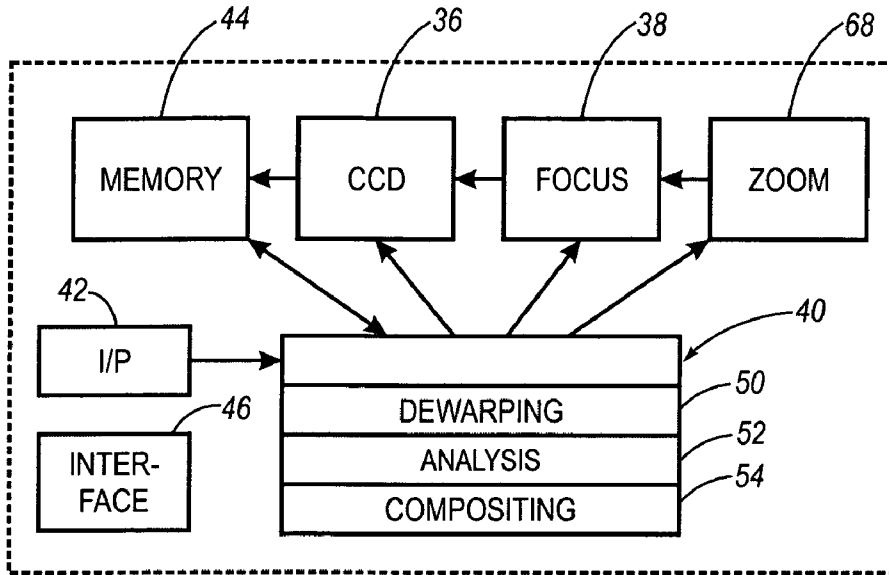 44 36 38 68
MEMORY CCD FOCUS ZOOM
42
I/P
40
50
DEWARPING
46
52
INTER-
FACE
ANALYSIS
54
COMPOSITING